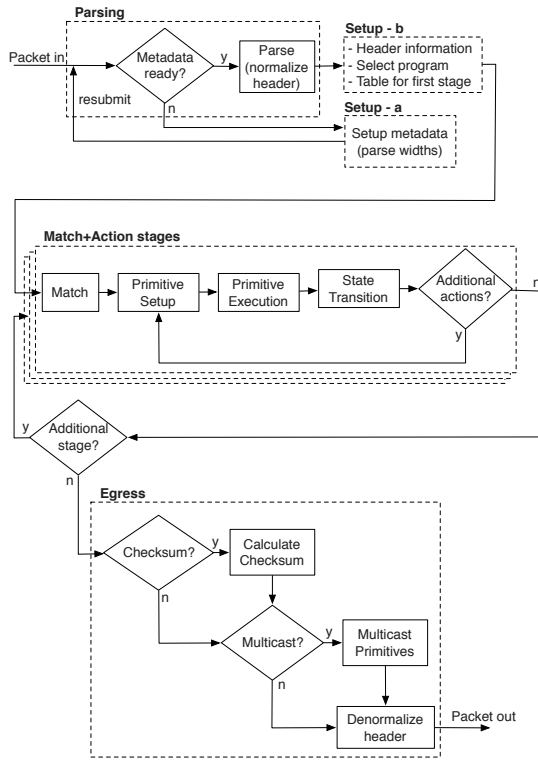 Parsing
Packet in
Metadata
ready?
y
n
resubmit
Parse
(normalize
header)
Setup - b
- Header information
- Select program
- Table for first stage
Setup - a
Setup metadata
(parse widths)
Match+Action stages
Match
Primitive
Setup
Primitive
Execution
State
Transition
Additional
actions?
n
y
Additional
stage?
y
n
Egress
Checksum?
y
n
Calculate
Checksum
Multicast?
y
n
Multicast
Primitives
Denormalize
header
Packet out